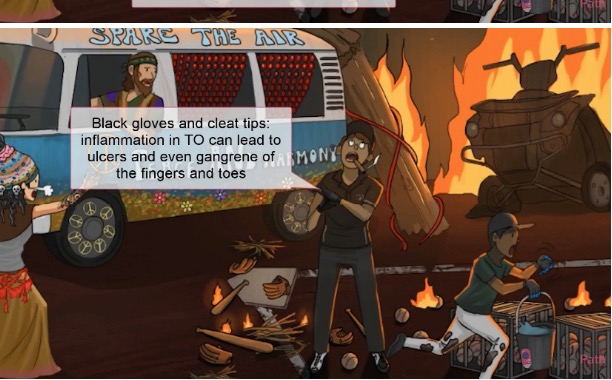 SPARE THE AIR
Black gloves and cleat tips:
inflammation in TO can lead to
ulcers and even gangrene of
the fingers and toes
HARMONY